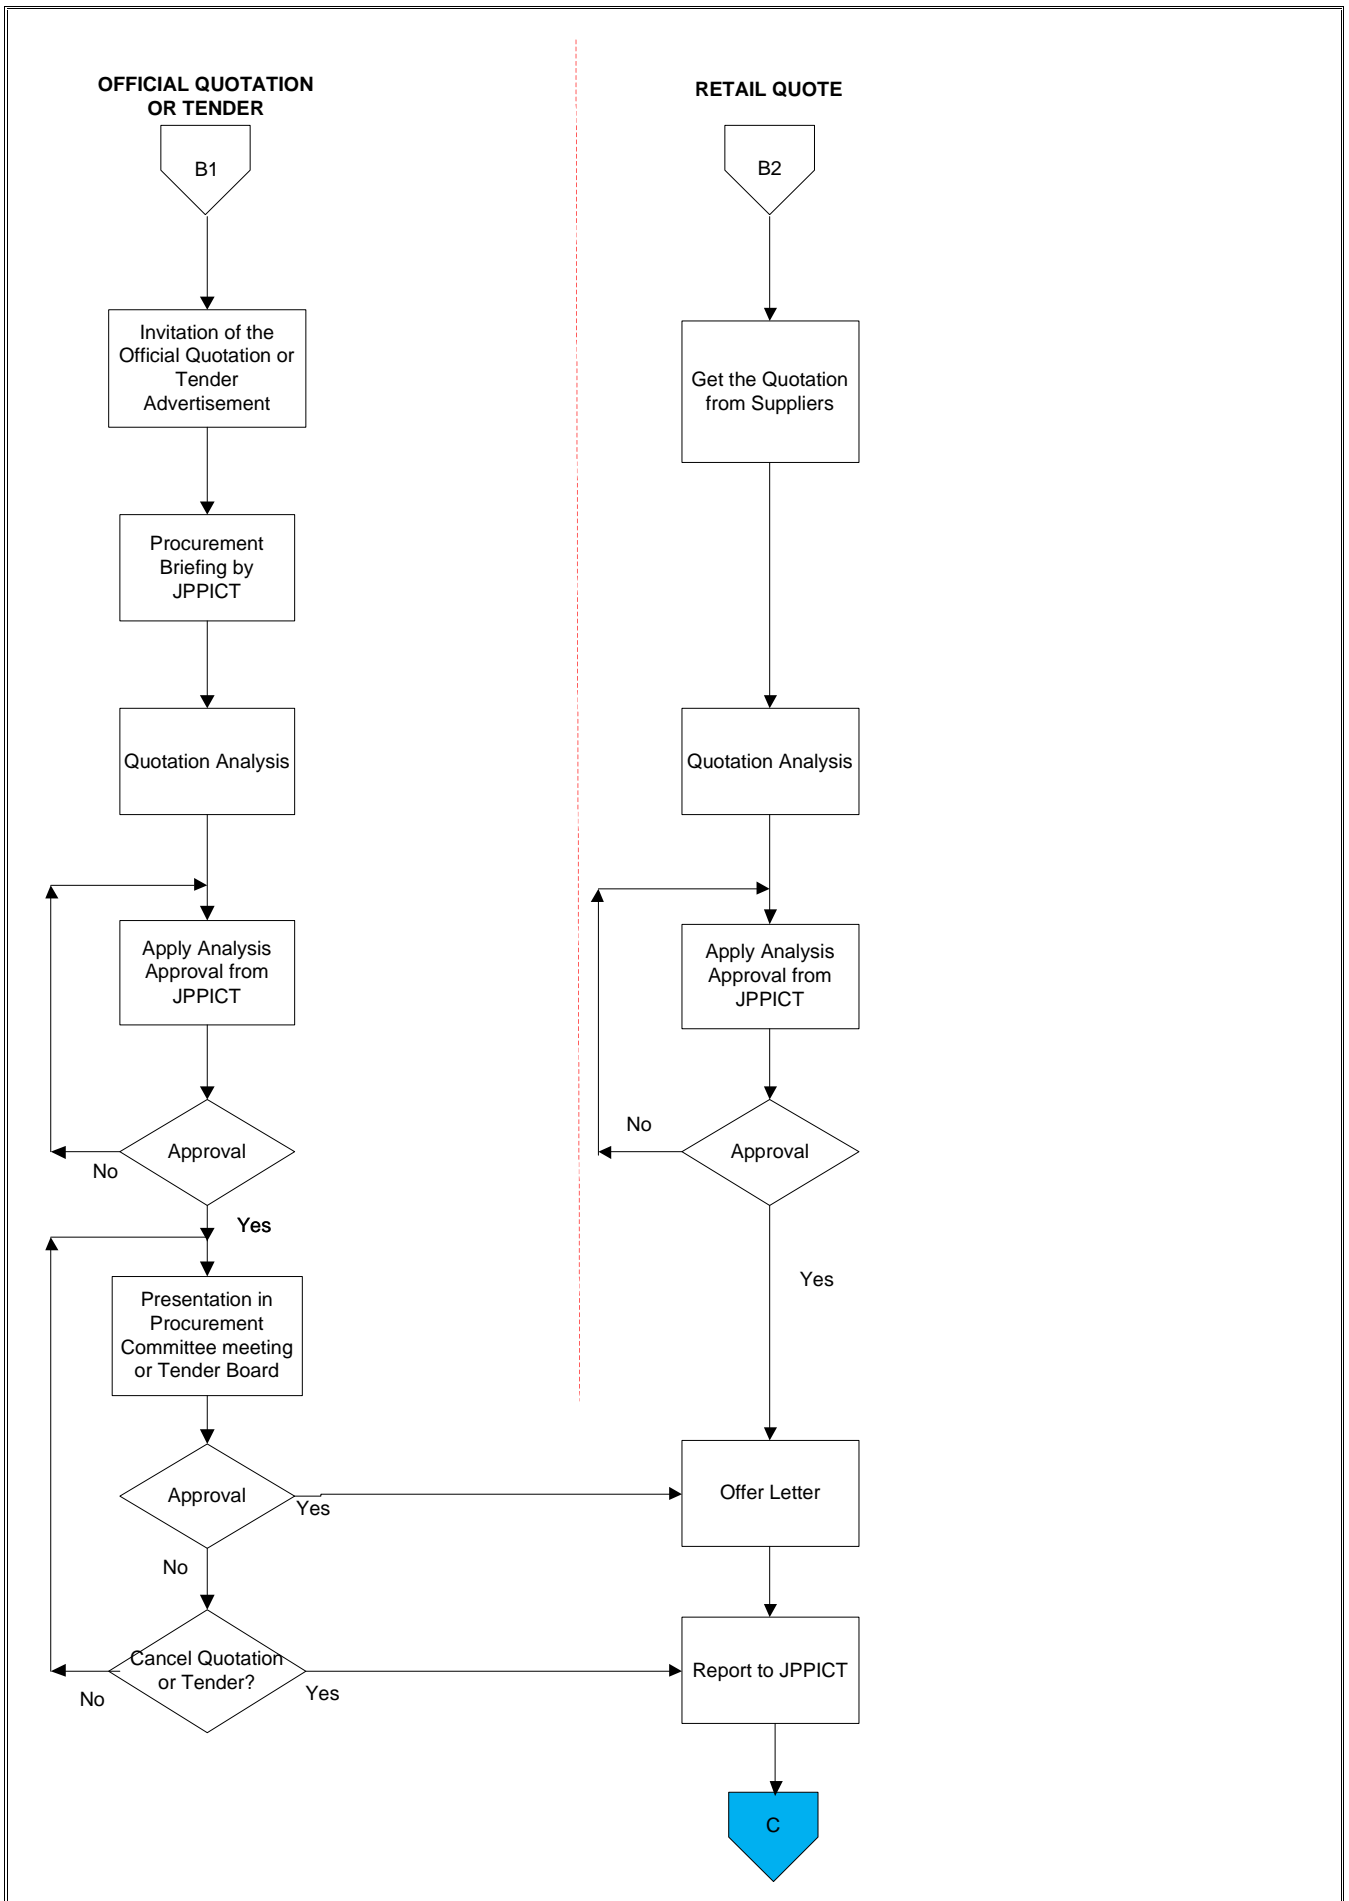 OFFICIAL QUOTATION
OR TENDER
B1
Invitation of the
Official Quotation or
Tender
Advertisement
Procurement
Briefing by
JPPICT
Quotation Analysis
Apply Analysis
Approval from
JPPICT
Approval
No
Yes
Presentation in
Procurement
Committee meeting
or Tender Board
Approval
Yes
No
Cancel Quotation
or Tender?
No
Yes
RETAIL QUOTE
B2
Get the Quotation
from Suppliers
Quotation Analysis
Apply Analysis
Approval from
JPPICT
No
Approval
Yes
Offer Letter
Report to JPPICT
C